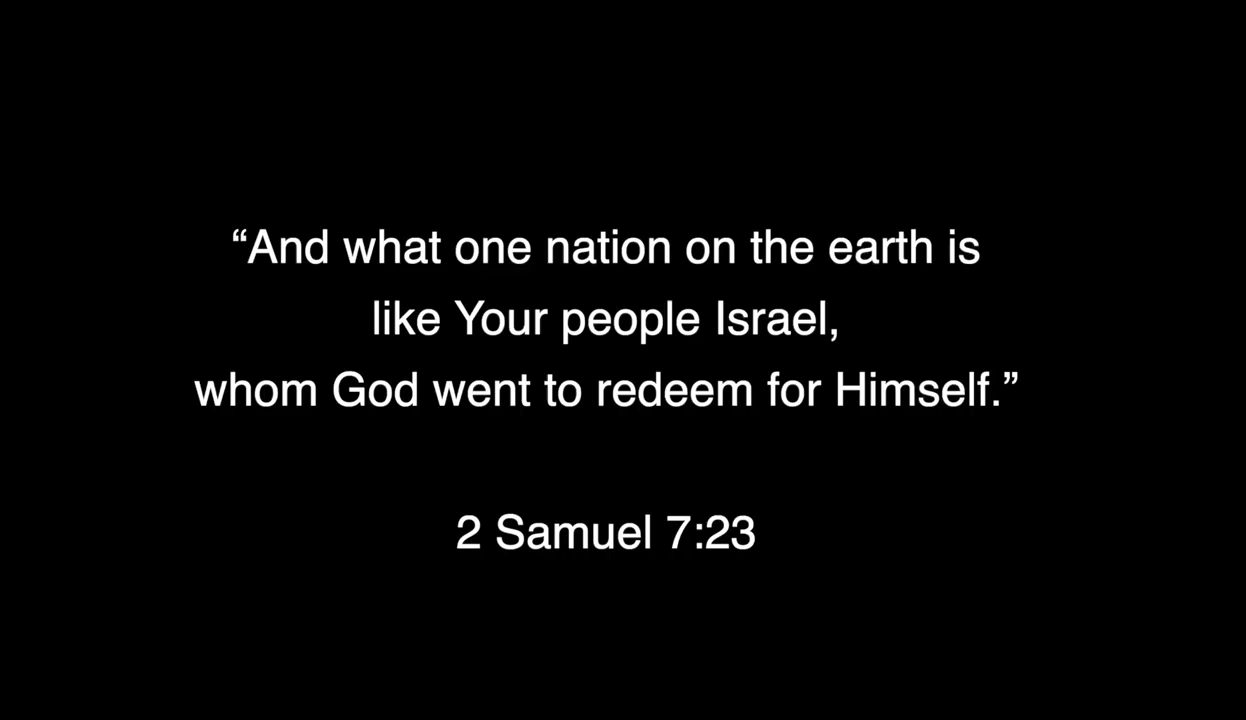 “And what one nation on the earth is
like Your people Israel,
whom God went to redeem for Himself.”
2 Samuel 7:23